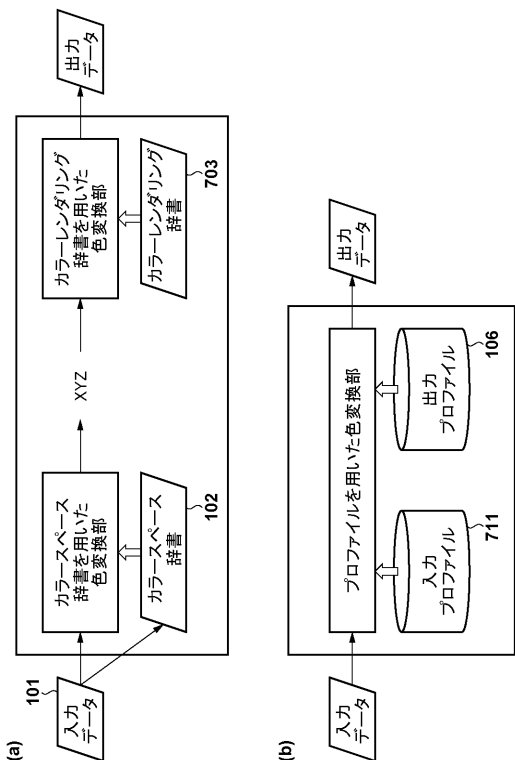 (a)
101
入力
データ
カラースペース
辞書を用いた
色変換部
カラースペース
辞書
102
XYZ
カラーレンダリング
辞書を用いた
色変換部
カラーレンダリング
辞書
703
出力
データ
(b)
入力
データ
プロファイルを用いた色変換部
入力
プロファイル
711
出力
プロファイル
106
出力
データ